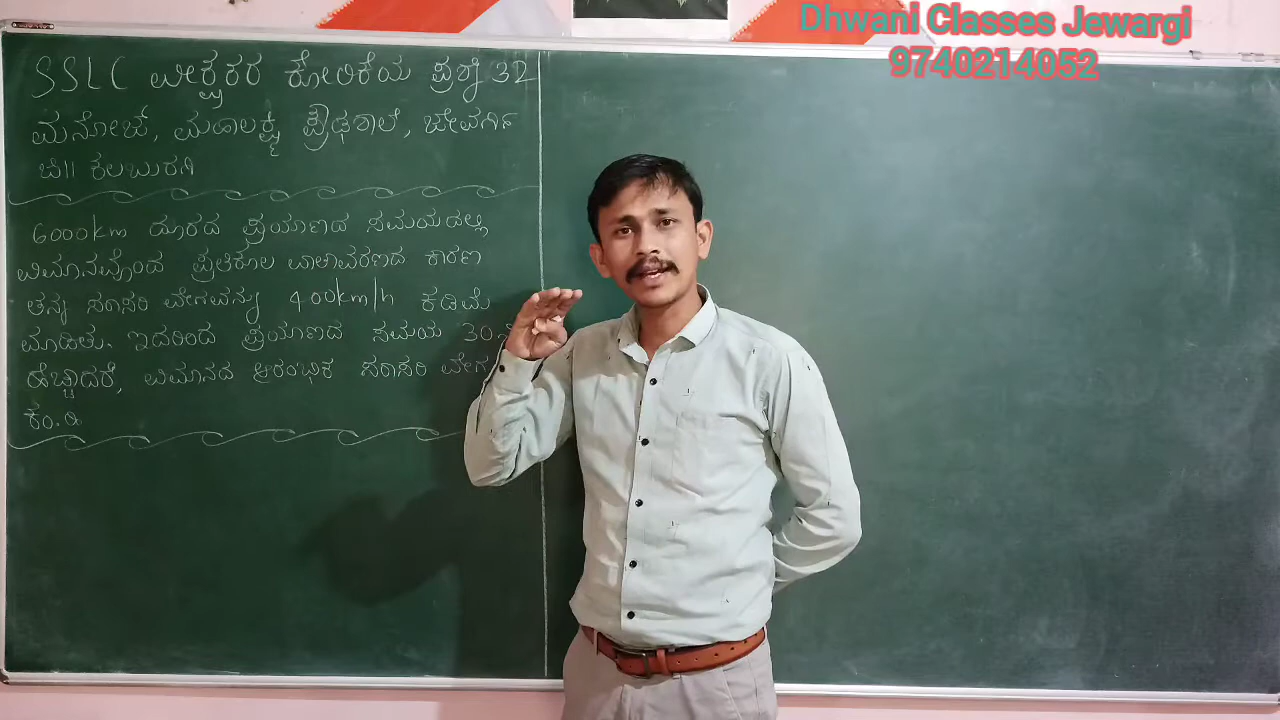 Dhwani Classes Jewargi
9740214052
SSLC ವೀಕ್ಷಕರ ಕೋರಿಕೆಯ ಪ್ರಶ್ನೆ 32
ಮನೋಜ್, ಮಹಾಲಕ್ಷ್ಮಿ ಪ್ರೌಢಶಾಲೆ, ಜೇವರ್ಗಿ
ಜಿ|| ಕಲಬುರಗಿ
6000km ದೂರದ ಪ್ರಯಾಣದ ಸಮಯದಲ್ಲಿ
ವಿಮಾನವೊಂದು ಪ್ರತಿಕೂಲ ವಾತಾವರಣದ ಕಾರಣ
ತನ್ನ ಸರಾಸರಿ ವೇಗವನ್ನು 400km/h ಕಡಿಮೆ
ಮಾಡಿತು. ಇದರಿಂದ ಪ್ರಯಾಣದ ಸಮಯ 30
ಹೆಚ್ಚಾದರೆ, ವಿಮಾನದ ಆರಂಭಿಕ ಸರಾಸರಿ ವೇಗ
ಕಂ.ಹಿ